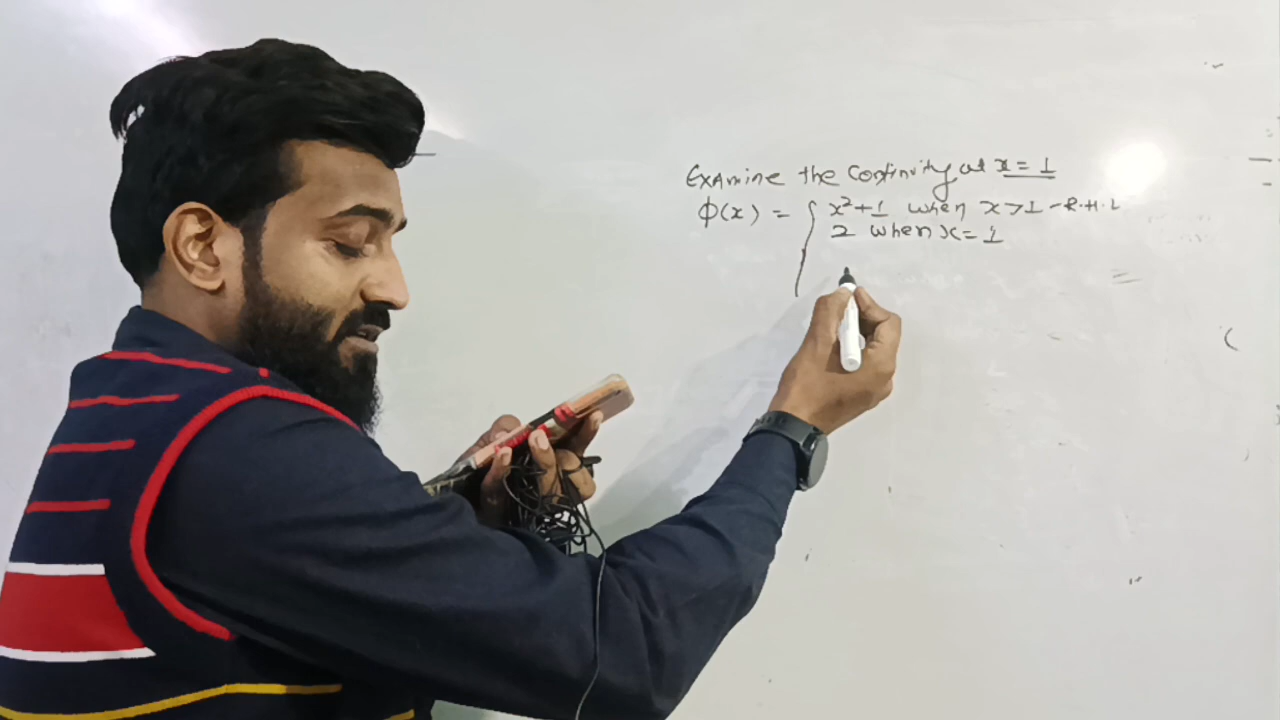 Examine the Continuity at x = 1
Φ(x) = { x²+1 when x>1 - R.H.L
2 when x = 1